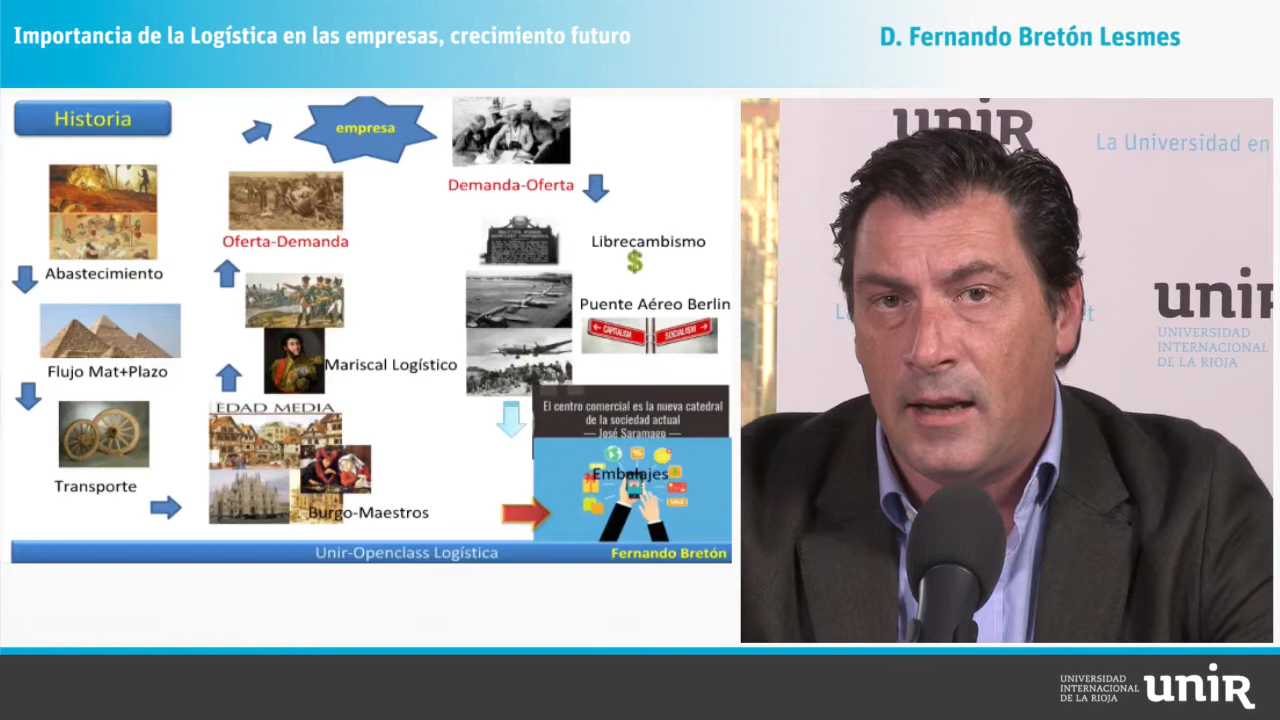 Importancia de la Logística en las empresas, crecimiento futuro
D. Fernando Bretón Lesmes
Historia
empresa
Demanda-Oferta
Oferta-Demanda
Librecambismo
$
Abastecimiento
Puente Aéreo Berlin
CAPITALISM
SOCIALISM
Flujo Mat+Plazo
Mariscal Logístico
EDAD MEDIA
El centro comercial es la nueva catedral
de la sociedad actual
— José Saramago —
Embalajes
%
SALE
Transporte
Burgo-Maestros
Unir-Openclass Logística
Fernando Bretón
uniR
La Universidad en
unir
UNIVERSIDAD
INTERNACIONAL
DE LA RIOJA
UNIVERSIDAD
INTERNACIONAL
DE LA RIOJA
unir